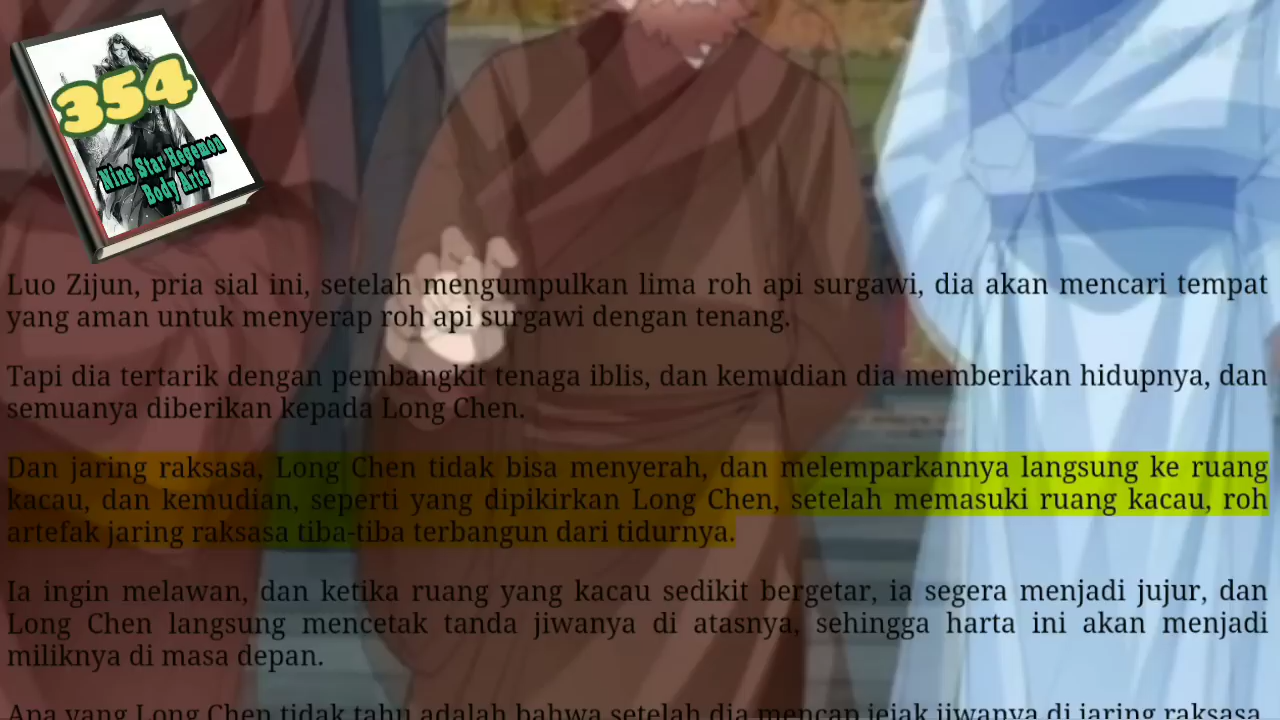 354
Nine Star Hegemon
Body Arts
Luo Zijun, pria sial ini, setelah mengumpulkan lima roh api surgawi, dia akan mencari tempat
yang aman untuk menyerap roh api surgawi dengan tenang.
Tapi dia tertarik dengan pembangkit tenaga iblis, dan kemudian dia memberikan hidupnya, dan
semuanya diberikan kepada Long Chen.
Dan jaring raksasa, Long Chen tidak bisa menyerah, dan melemparkannya langsung ke ruang
kacau, dan kemudian, seperti yang dipikirkan Long Chen, setelah memasuki ruang kacau, roh
artefak jaring raksasa tiba-tiba terbangun dari tidurnya.
Ia ingin melawan, dan ketika ruang yang kacau sedikit bergetar, ia segera menjadi jujur, dan
Long Chen langsung mencetak tanda jiwanya di atasnya, sehingga harta ini akan menjadi
miliknya di masa depan.
Apa yang Long Chen tidak tahu adalah bahwa setelah dia mencap jejak jiwanya di jaring raksasa,